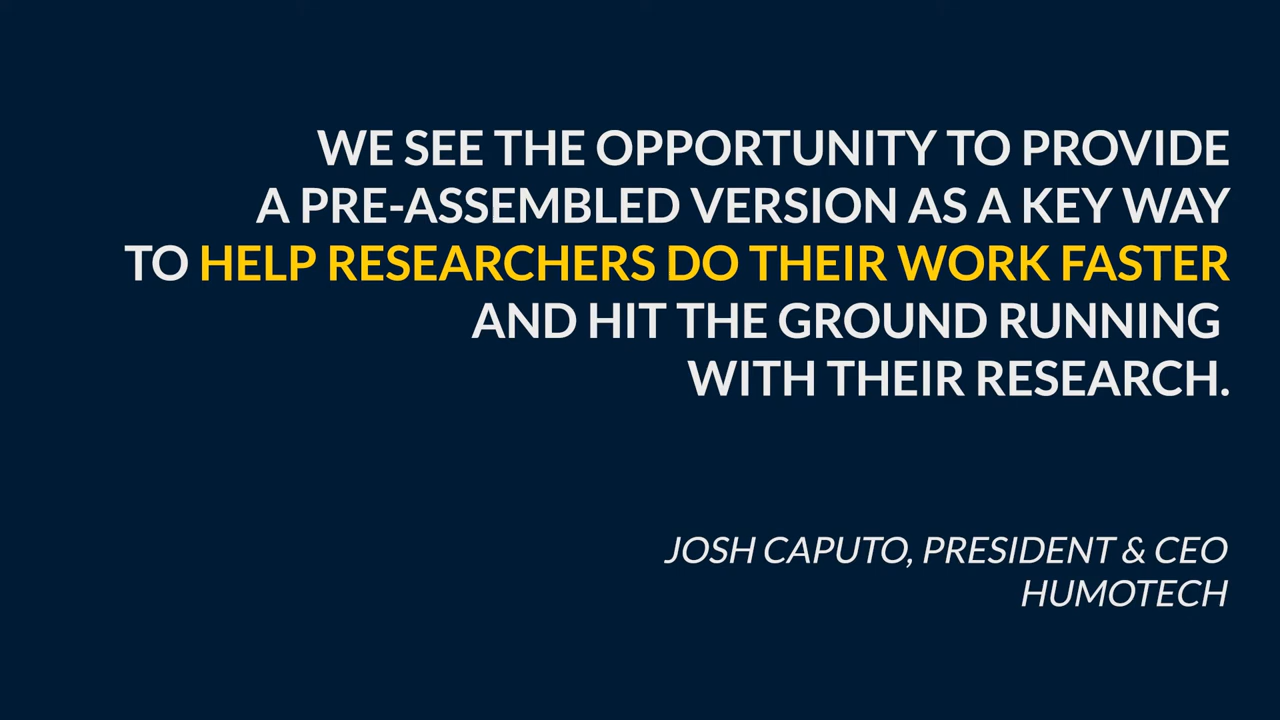 WE SEE THE OPPORTUNITY TO PROVIDE
A PRE-ASSEMBLED VERSION AS A KEY WAY
TO HELP RESEARCHERS DO THEIR WORK FASTER
AND HIT THE GROUND RUNNING
WITH THEIR RESEARCH.
JOSH CAPUTO, PRESIDENT & CEO
HUMOTECH